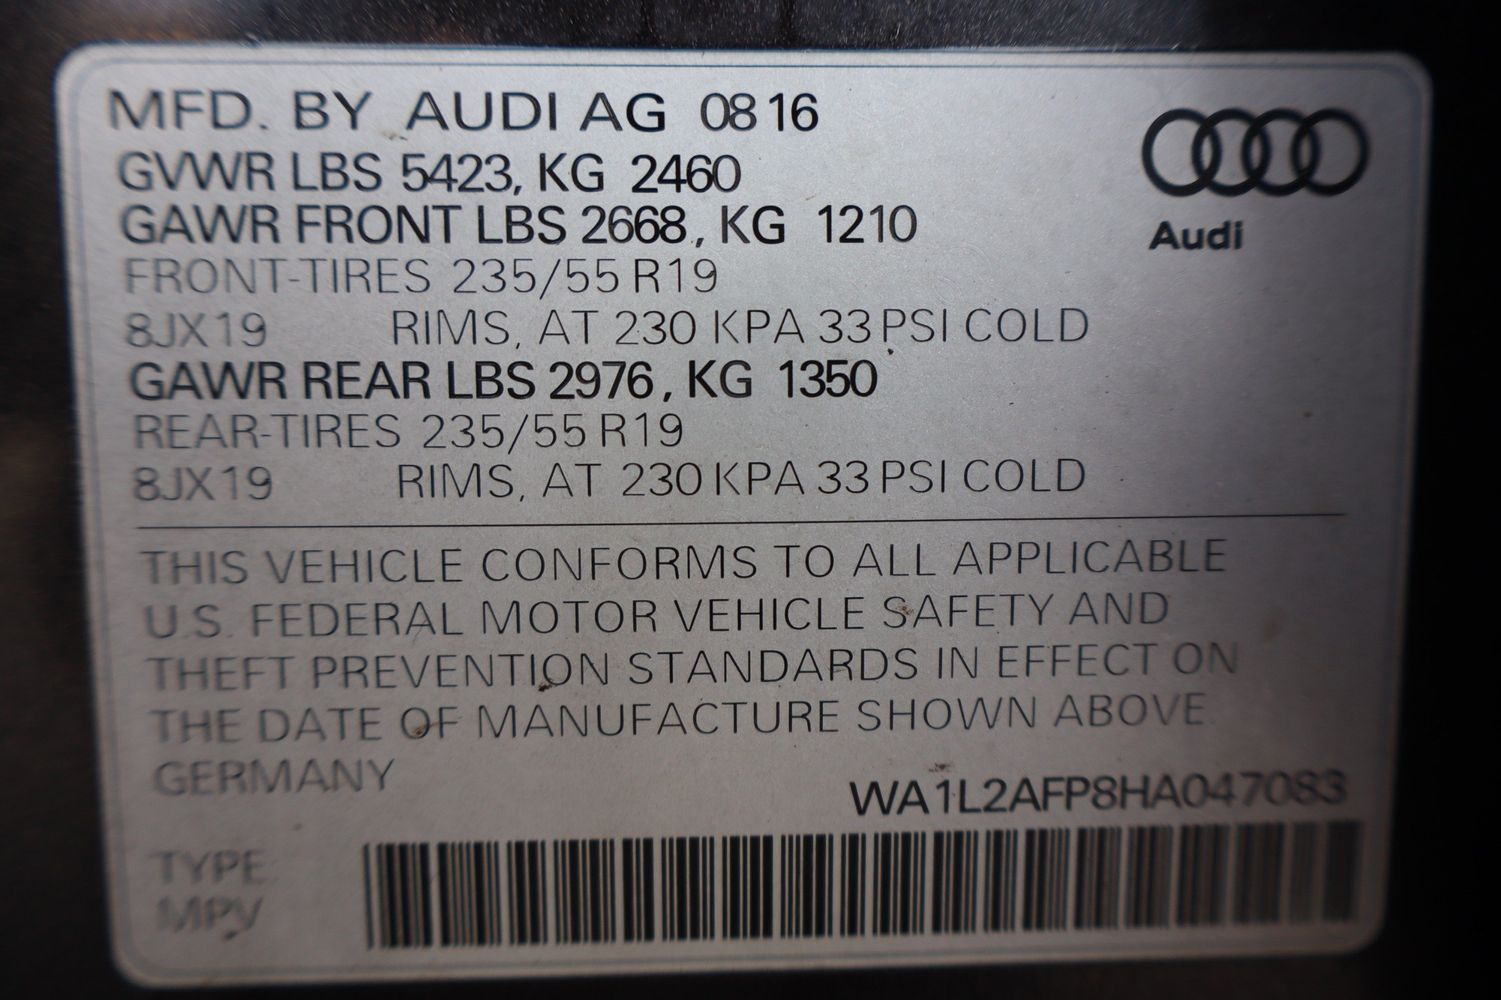 MFD. BY AUDI AG 0816
GVWR LBS 5423, KG 2460
GAWR FRONT LBS 2668, KG 1210
FRONT-TIRES 235/55 R19
8JX19 RIMS, AT 230 KPA 33 PSI COLD
GAWR REAR LBS 2976, KG 1350
REAR-TIRES 235/55 R19
8JX19 RIMS, AT 230 KPA 33 PSI COLD
Audi
THIS VEHICLE CONFORMS TO ALL APPLICABLE
U.S. FEDERAL MOTOR VEHICLE SAFETY AND
THEFT PREVENTION STANDARDS IN EFFECT ON
THE DATE OF MANUFACTURE SHOWN ABOVE.
GERMANY
WA1L2AFP8HA047083
TYPE:
MPV